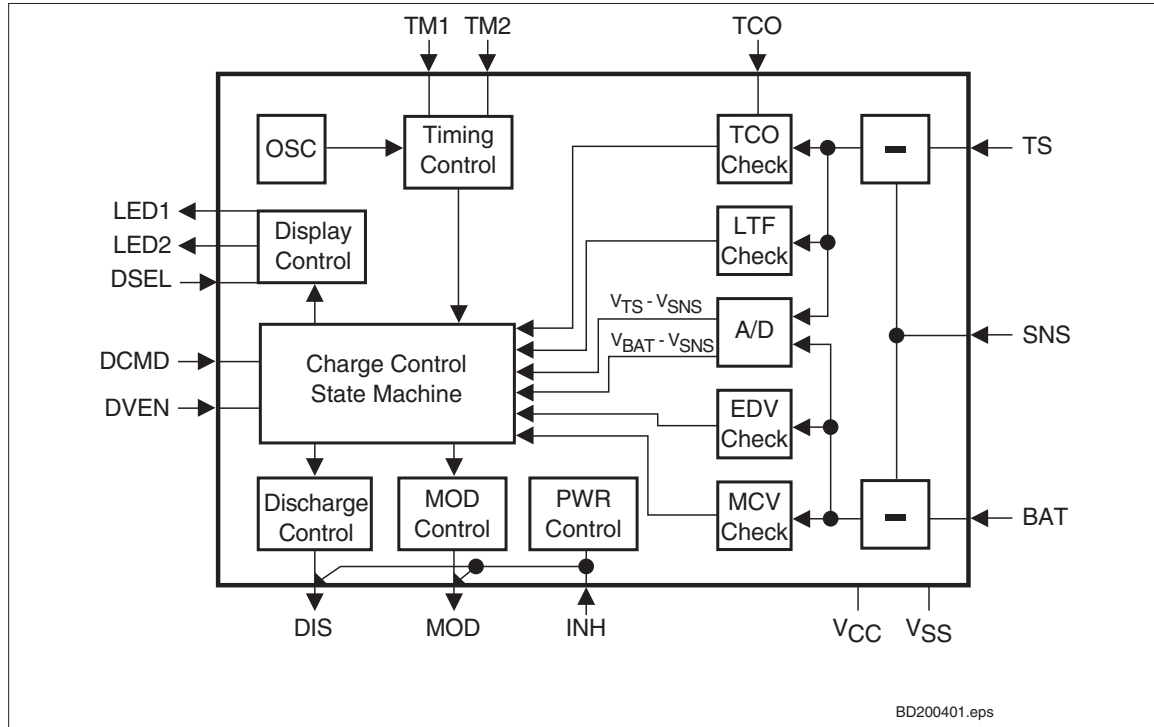 TM1 TM2 TCO
OSC
Timing
Control
TCO
Check
TS
LED1
LED2
DSEL
Display
Control
LTF
Check
VTS - VSNS
VBAT - VSNS
A/D
SNS
DCMD
DVEN
Charge Control
State Machine
EDV
Check
Discharge
Control
MOD
Control
PWR
Control
MCV
Check
BAT
DIS MOD INH VCC VSS
BD200401.eps